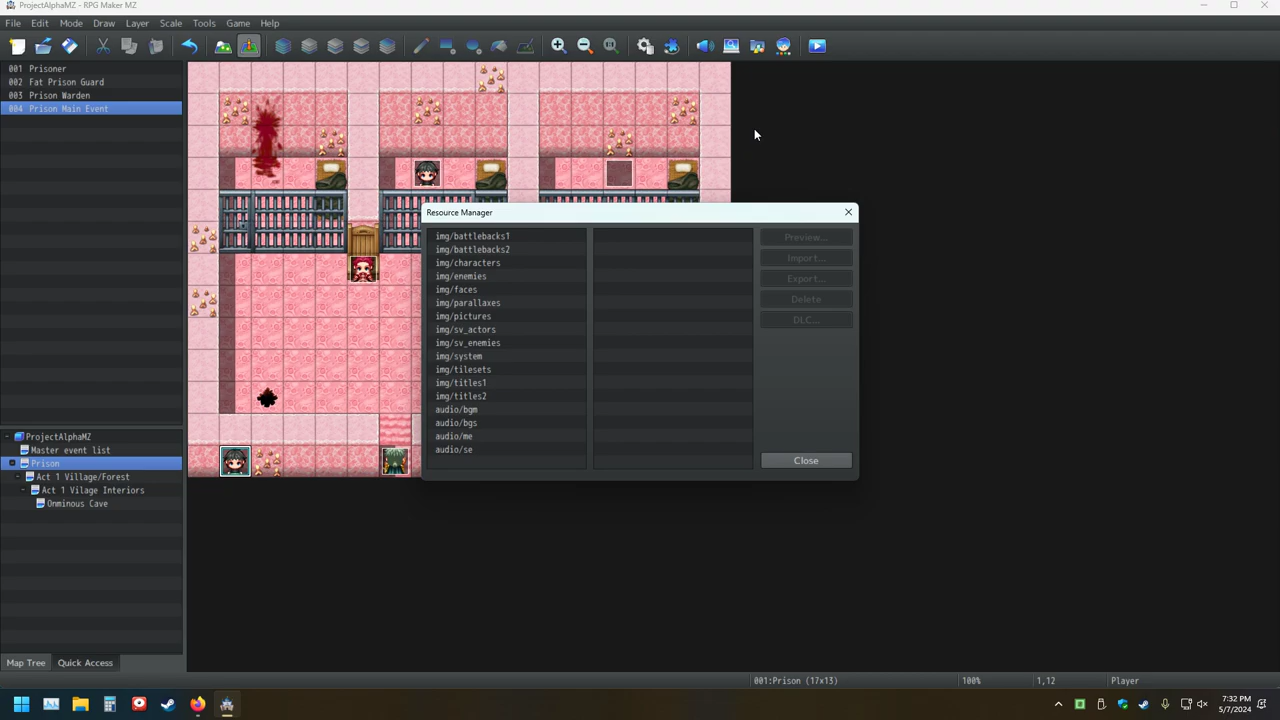 ProjectAlphaMZ - RPG Maker MZ
File Edit Mode Draw Layer Scale Tools Game Help
001 Prisoner
002 Fat Prison Guard
003 Prison Warden
004 Prison Main Event
Resource Manager
img/battlebacks1
img/battlebacks2
img/characters
img/enemies
img/faces
img/parallaxes
img/pictures
img/sv_actors
img/sv_enemies
img/system
img/tilesets
img/titles1
img/titles2
audio/bgm
audio/bgs
audio/me
audio/se
Preview...
Import...
Export...
Delete
DLC...
Close
ProjectAlphaMZ
Master event list
Prison
Act 1 Village/Forest
Act 1 Vilage Interiors
Onminous Cave
Map Tree Quick Access
001:Prison (17x13) 100% 1,12 Player
7:32 PM
5/7/2024